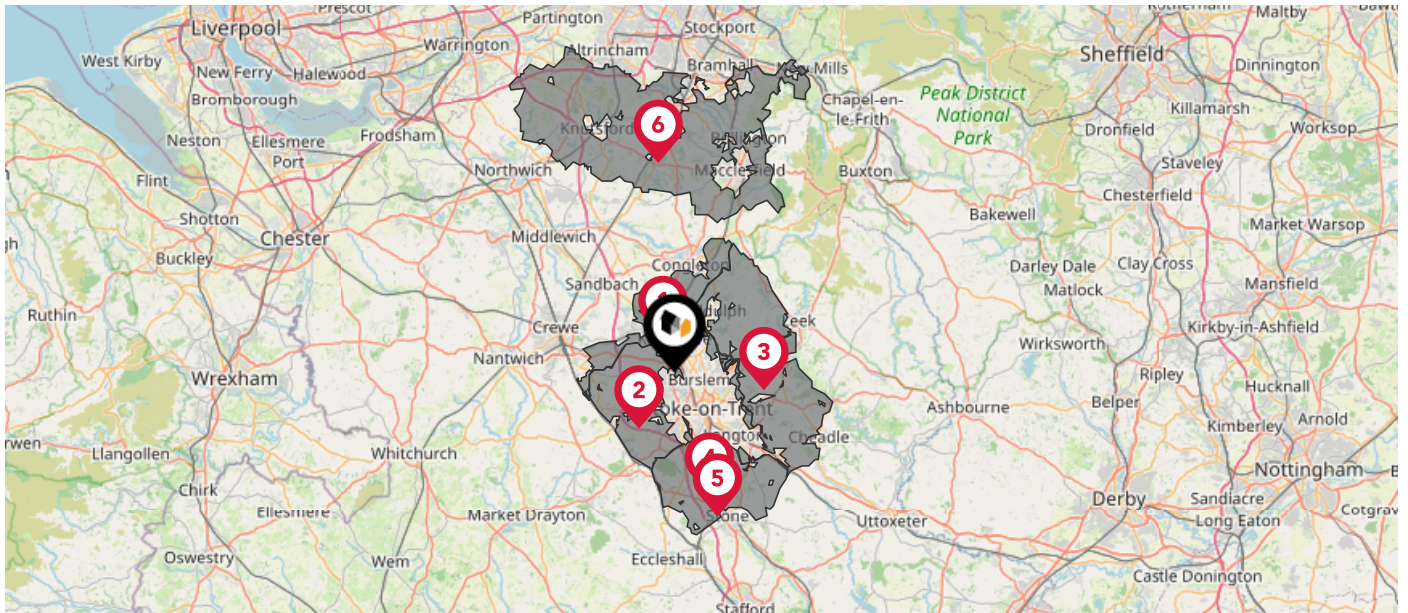 Liverpool
Prescot
Partington
Stockport
Rotherham
Maltby
West Kirby
Warrington
Altrincham
Sheffield
New Ferry
Halewood
Bramhall
New Mills
Dinnington
Bromborough
Chapel-en-
le-Frith
Peak District
National
Park
Killamarsh
Neston
Ellesmere
Port
Frodsham
Knutsford
6
Bollington
Dronfield
Worksop
Flint
Northwich
Macclesfield
Buxton
Staveley
Chesterfield
Shotton
Chester
Middlewich
Bakewell
Market Warsop
Buckley
Congleton
Sandbach
Darley Dale
Clay Cross
Matlock
Mansfield
Ruthin
Crewe
Kirkby-in-Ashfield
Nantwich
3
Wirksworth
Wrexham
Burslem
Ripley
Hucknall
2
oke-on-Trent
Ashbourne
Belper
Arnold
Kimberley
Cheadle
Llangollen
Whitchurch
5
Nottingham
Chirk
Ellesmere
Market Drayton
Stone
Uttoxeter
Derby
Sandiacre
Long Eaton
Oswestry
Wem
Eccleshall
Castle Donington
Stafford